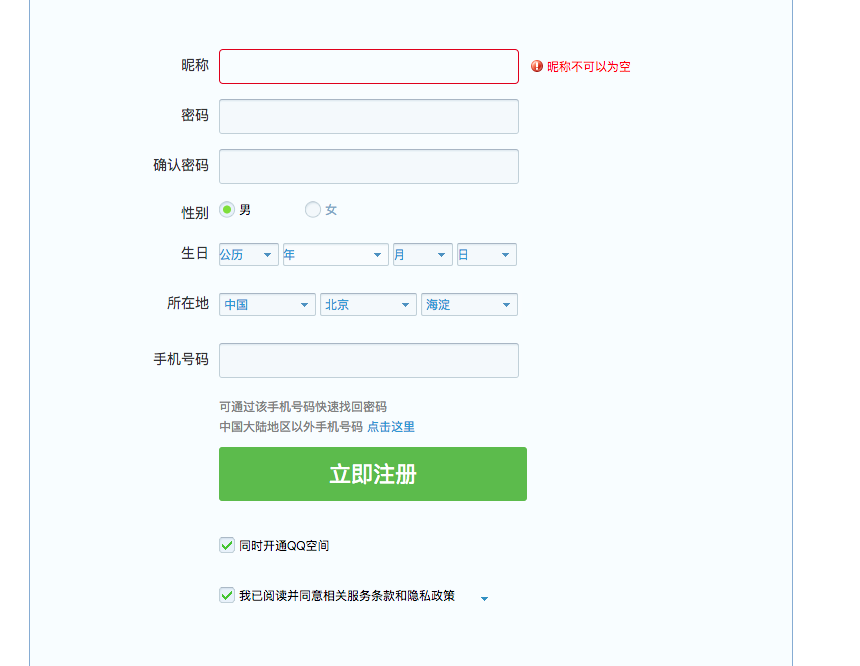 昵称 昵称不可以为空
密码
确认密码
性别 男 女
生日 公历 年 月 日
所在地 中国 北京 海淀
手机号码
可通过该手机号码快速找回密码
中国大陆地区以外手机号码 点击这里
立即注册
同时开通QQ空间
我已阅读并同意相关服务条款和隐私政策